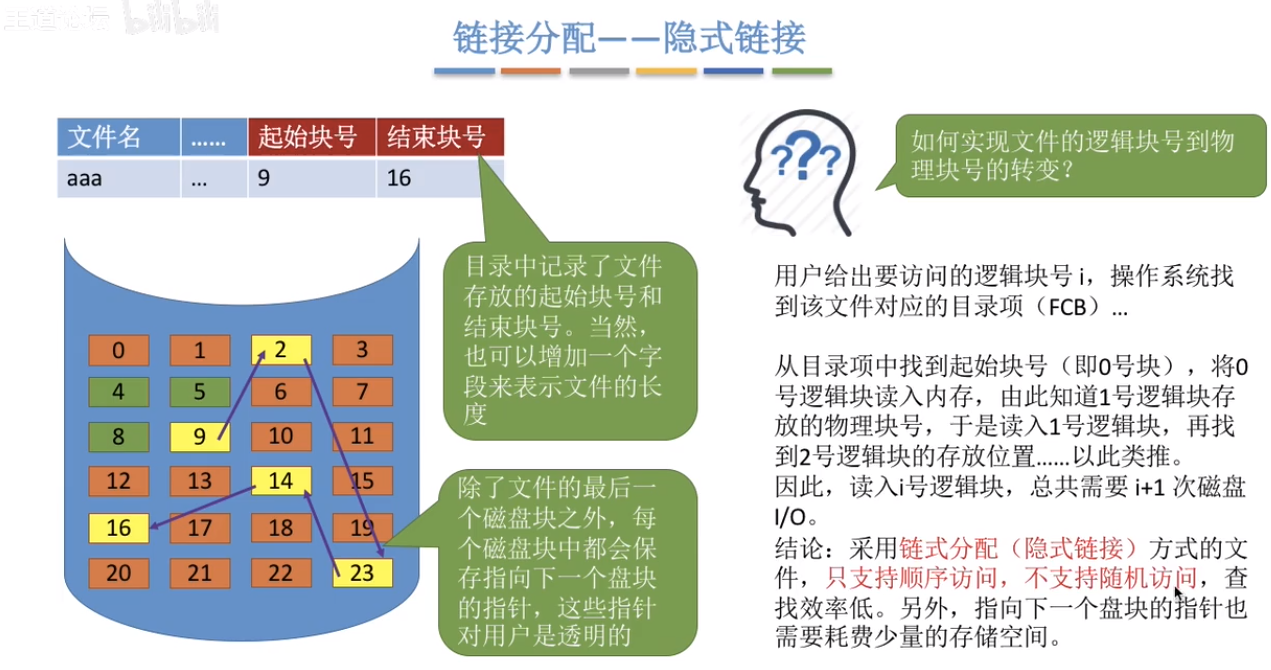 王道论坛 bilibili
链接分配——隐式链接
文件名 …… 起始块号 结束块号
aaa ... 9 16
目录中记录了文件
存放的起始块号和
结束块号。当然，
也可以增加一个字
段来表示文件的长
度
0 1 2 3
4 5 6 7
8 9 10 11
12 13 14 15
16 17 18 19
20 21 22 23
除了文件的最后一
个磁盘块之外，每
个磁盘块中都会保
存指向下一个盘块
的指针，这些指针
对用户是透明的
???
如何实现文件的逻辑块号到物
理块号的转变？
用户给出要访问的逻辑块号 i，操作系统找
到该文件对应的目录项（FCB）...
从目录项中找到起始块号（即0号块），将0
号逻辑块读入内存，由此知道1号逻辑块存
放的物理块号，于是读入1号逻辑块，再找
到2号逻辑块的存放位置……以此类推。
因此，读入i号逻辑块，总共需要 i+1 次磁盘
I/O。
结论：采用链式分配（隐式链接）方式的文
件，只支持顺序访问，不支持随机访问，查
找效率低。另外，指向下一个盘块的指针也
需要耗费少量的存储空间。